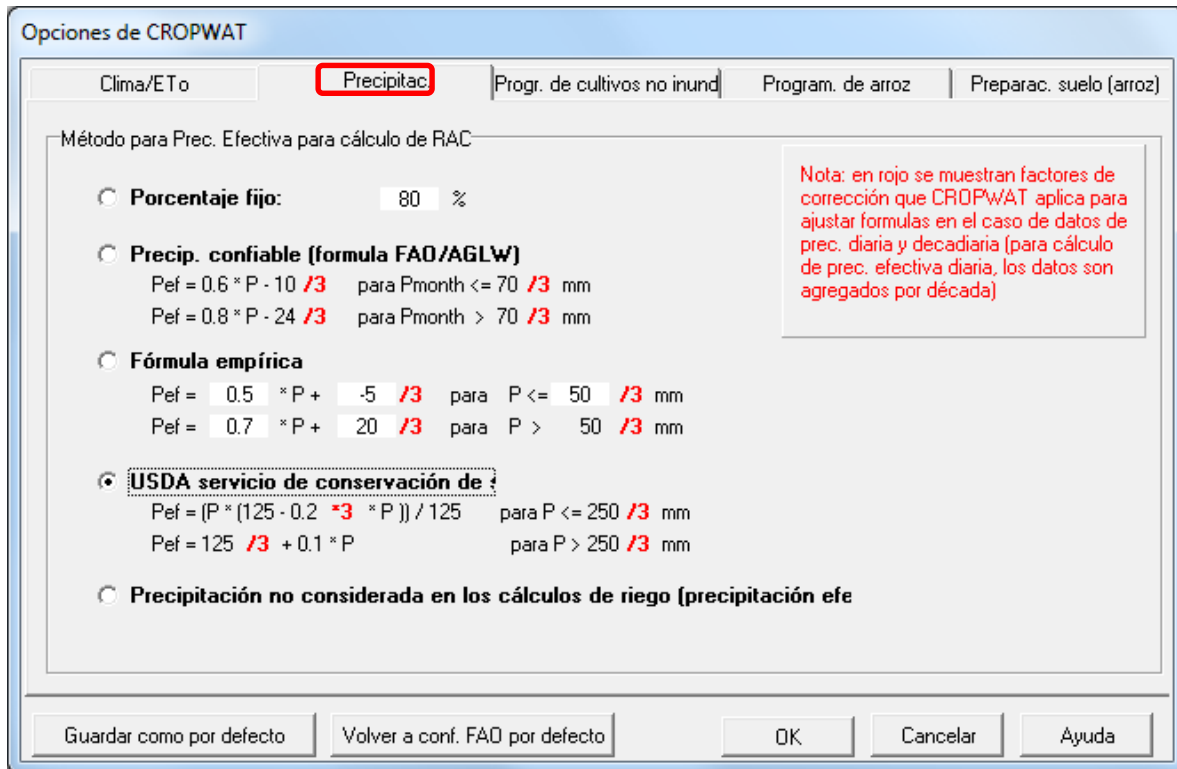 Opciones de CROPWAT
Clima/ETo Precipitac. Progr. de cultivos no inund Program. de arroz Preparac. suelo (arroz)
Método para Prec. Efectiva para cálculo de RAC
Nota: en rojo se muestran factores de
corrección que CROPWAT aplica para
ajustar formulas en el caso de datos de
prec. diaria y decadiaria (para cálculo
de prec. efectiva diaria, los datos son
agregados por década)
Porcentaje fijo: 80 %
Precip. confiable (formula FAO/AGLW)
Pef = 0.6 * P - 10 /3 para Pmonth <= 70 /3 mm
Pef = 0.8 * P - 24 /3 para Pmonth > 70 /3 mm
Fórmula empírica
Pef = 0.5 * P + -5 /3 para P <= 50 /3 mm
Pef = 0.7 * P + 20 /3 para P > 50 /3 mm
USDA servicio de conservación de
Pef = (P * (125 - 0.2 *3 * P )) / 125 para P <= 250 /3 mm
Pef = 125 /3 + 0.1 * P para P > 250 /3 mm
Precipitación no considerada en los cálculos de riego (precipitación efe
Guardar como por defecto Volver a conf. FAO por defecto OK Cancelar Ayuda